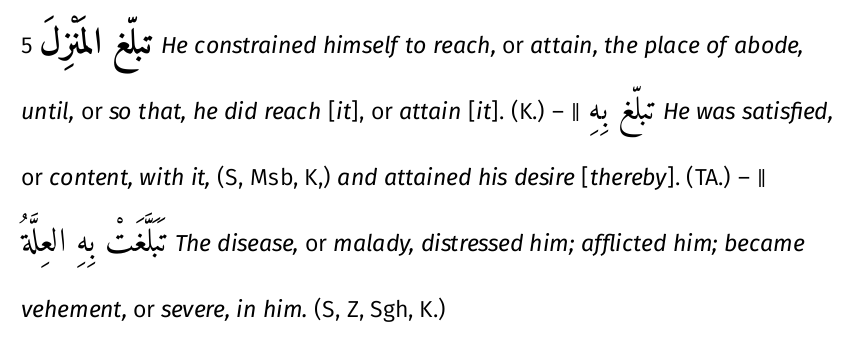 5 تبلّغ المَنْزِلَ He constrained himself to reach, or attain, the place of abode,
until, or so that, he did reach [it], or attain [it]. (K.) – ‖ تبلّغ بِهِ He was satisfied,
or content, with it, (S, Msb, K,) and attained his desire [thereby]. (TA.) – ‖
تَبَلَّغَتْ بِهِ العِلَّةُ The disease, or malady, distressed him; afflicted him; became
vehement, or severe, in him. (S, Z, Sgh, K.)